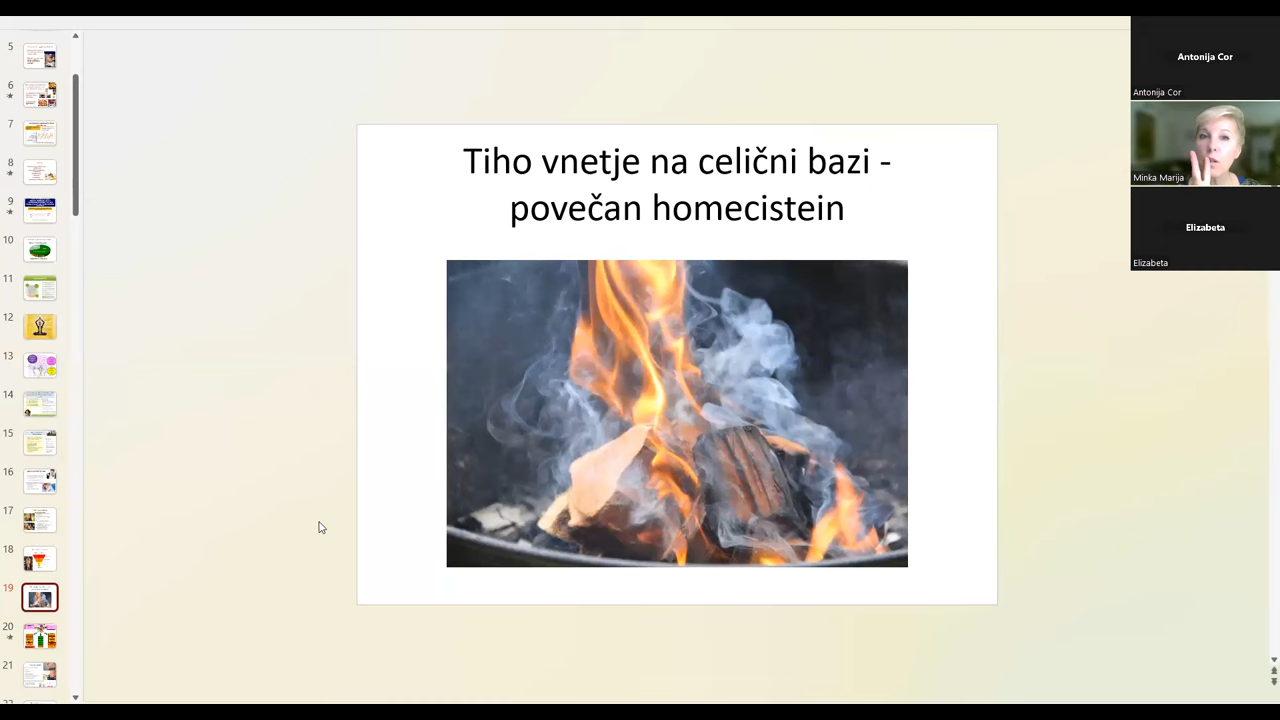 5
6
7
8
9
11
12
13
14
15
16
17
18
19
20
21
Tiho vnetje na celični bazi -
povečan homecistein
Antonija Cor
Antonija Cor
Minka Marija
Elizabeta
Elizabeta